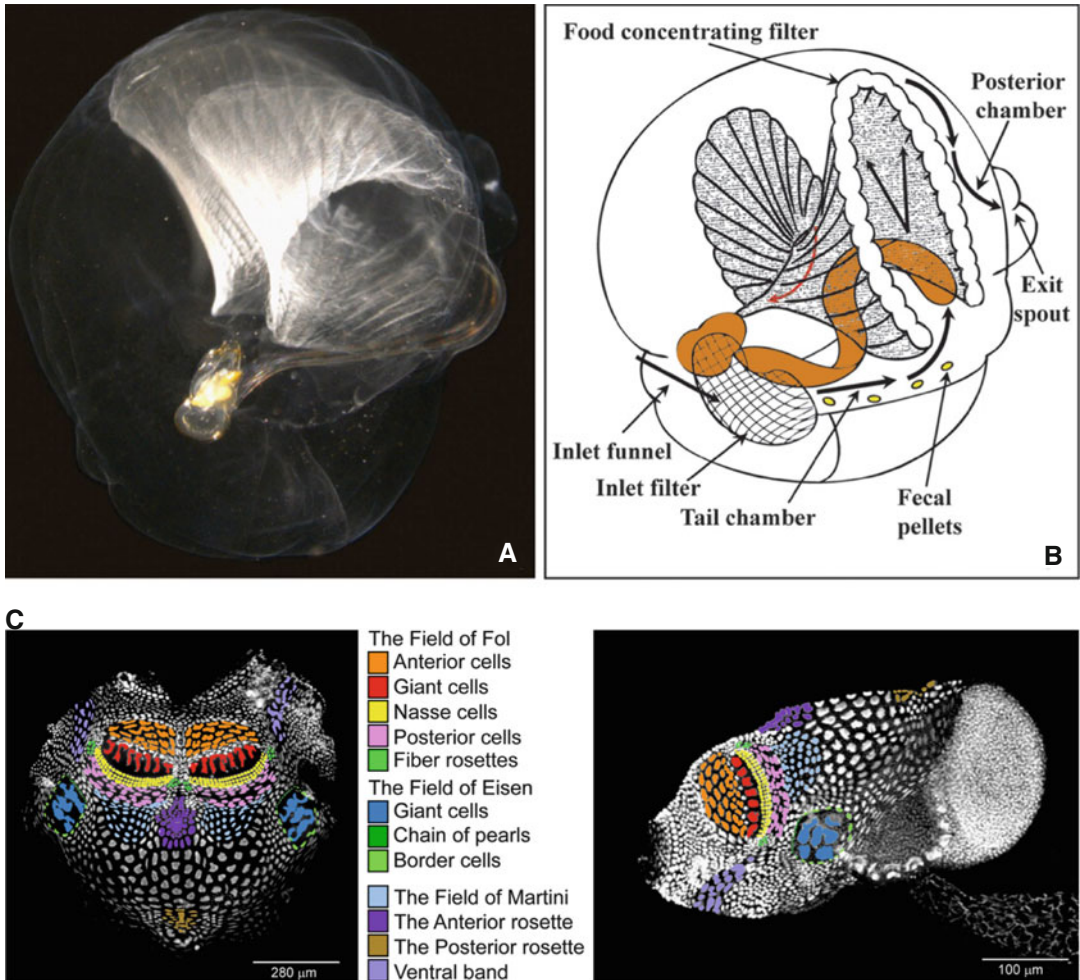 A
Food concentrating filter
Posterior
chamber
Exit
spout
Inlet funnel
Inlet filter
Tail chamber
Fecal
pellets
B
C
The Field of Fol
Anterior cells
Giant cells
Nasse cells
Posterior cells
Fiber rosettes
The Field of Eisen
Giant cells
Chain of pearls
Border cells
The Field of Martini
The Anterior rosette
The Posterior rosette
Ventral band
280 µm
100 µm